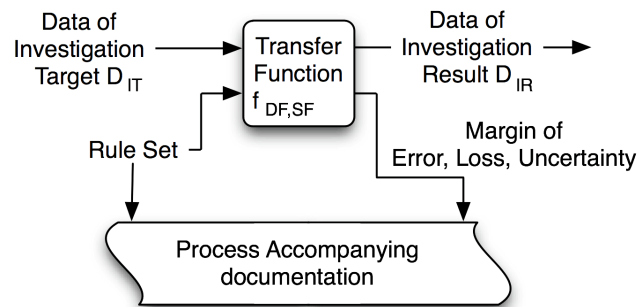 Data of
Investigation
Target D IT
Transfer
Function
f DF,SF
Data of
Investigation
Result D IR
Rule Set
Margin of
Error, Loss, Uncertainty
Process Accompanying
documentation